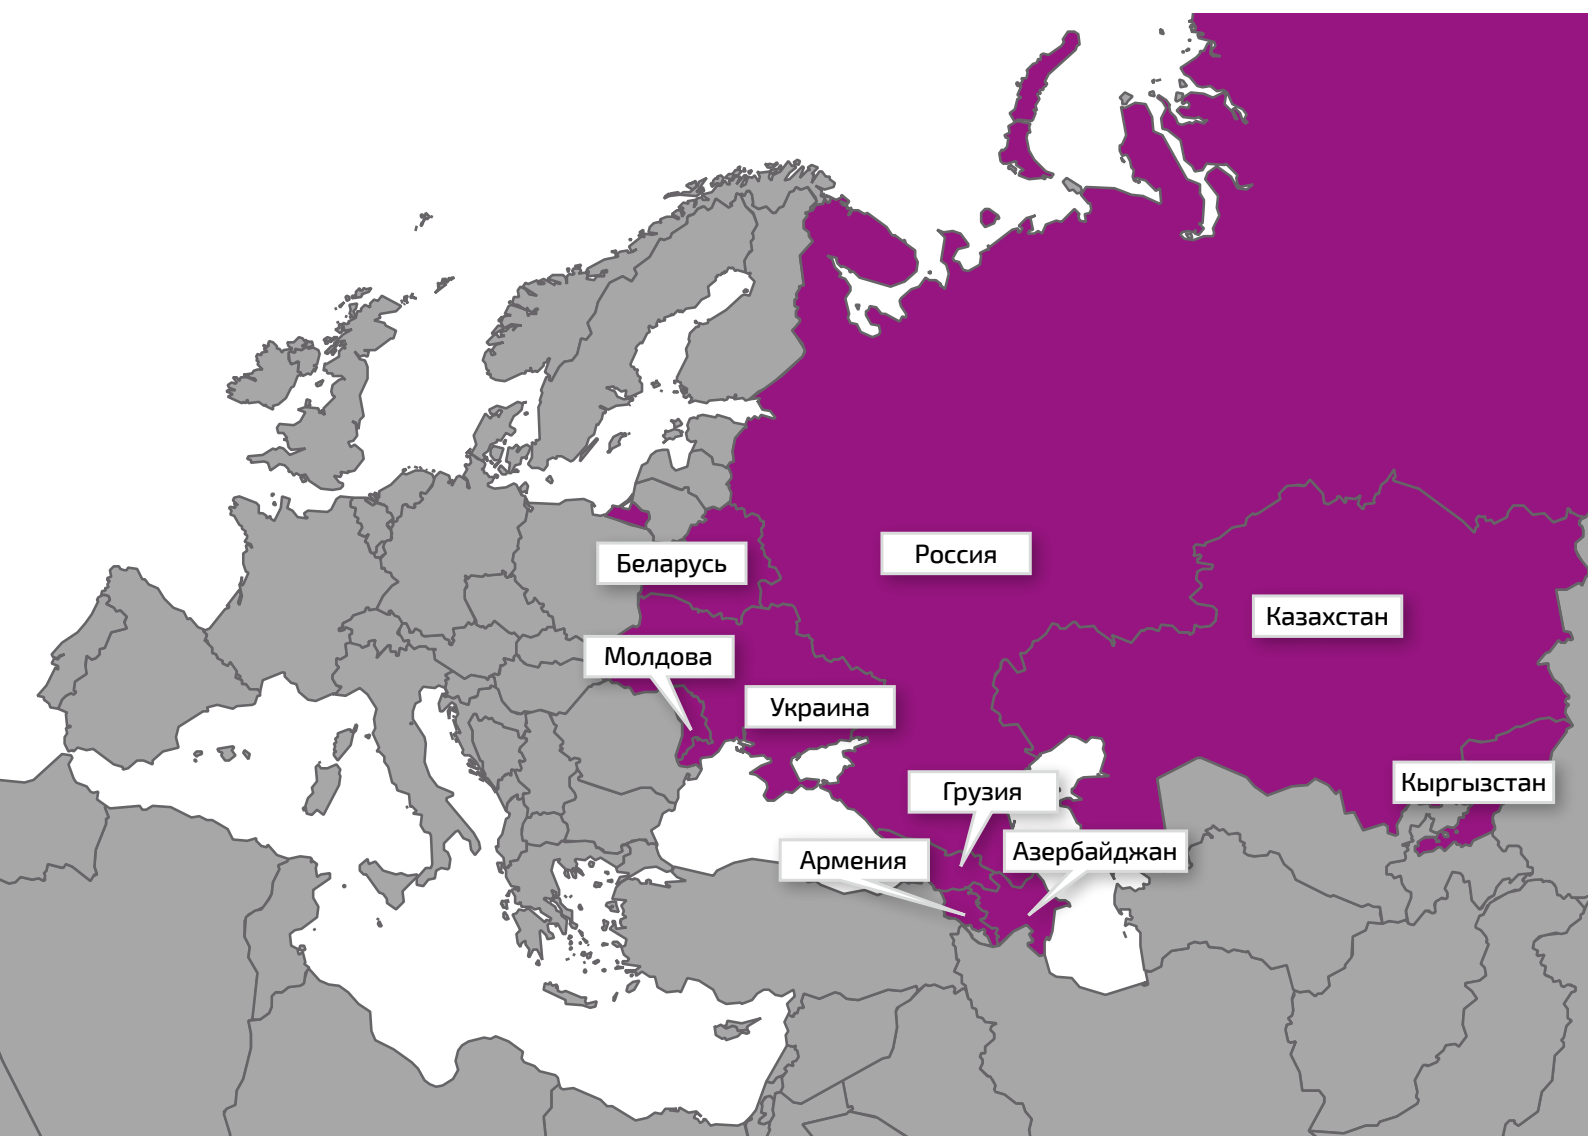 Россия
Беларусь
Казахстан
Молдова
Украина
Кыргызстан
Грузия
Азербайджан
Армения